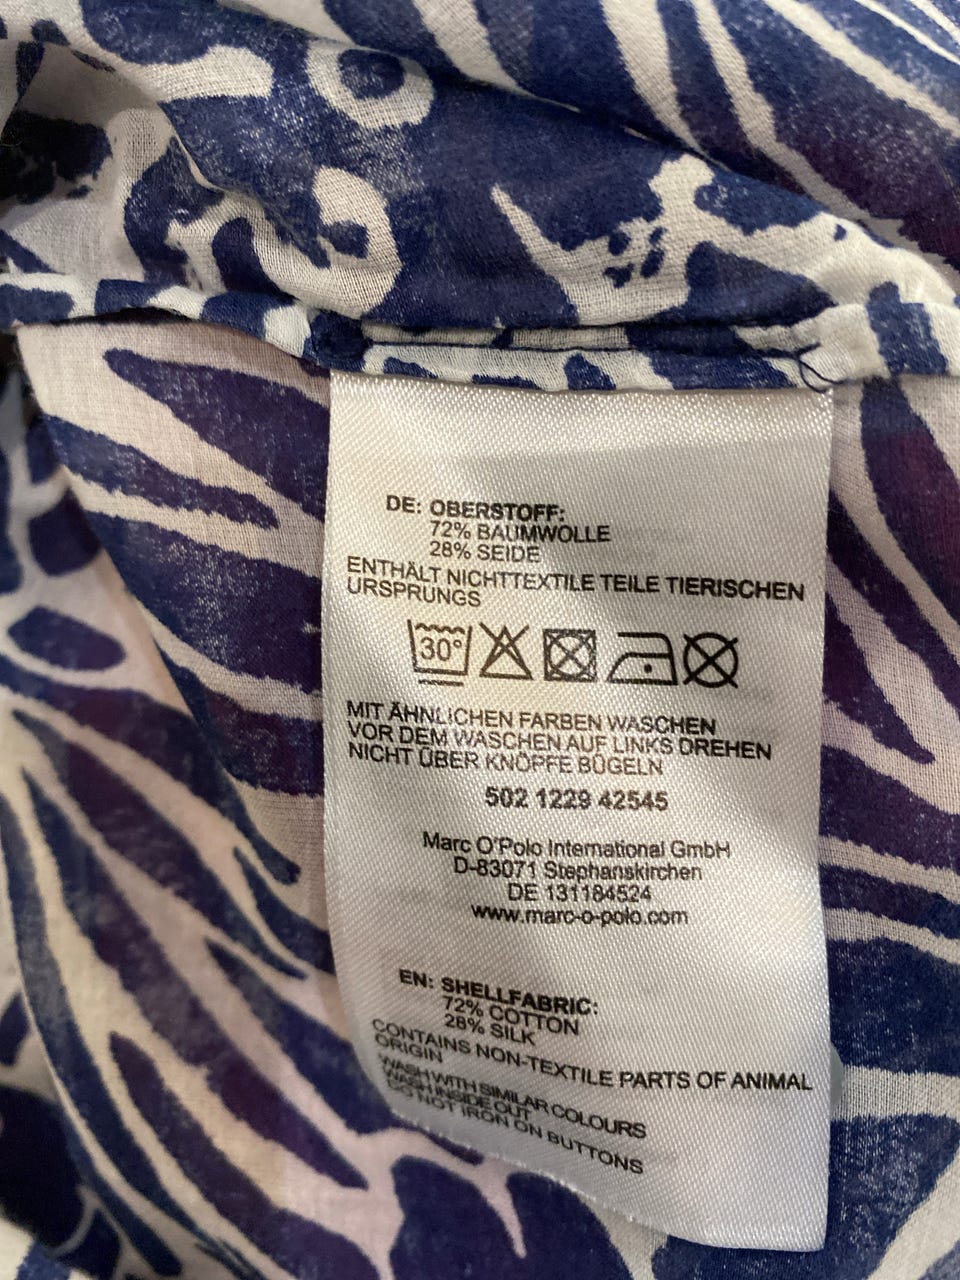 DE: OBERSTOFF:
72% BAUMWOLLE
28% SEIDE
ENTHÄLT NICHTTEXTILE TEILE TIERISCHEN
URSPRUNGS
30°
MIT ÄHNLICHEN FARBEN WASCHEN
VOR DEM WASCHEN AUF LINKS DREHEN
NICHT ÜBER KNÖPFE BÜGELN
502 1229 42545
Marc O'Polo International GmbH
D-83071 Stephanskirchen
DE 131184524
www.marc-o-polo.com
EN: SHELLFABRIC:
72% COTTON
28% SILK
CONTAINS NON-TEXTILE PARTS OF ANIMAL
ORIGIN
WASH WITH SIMILAR COLOURS
WASH INSIDE OUT
DO NOT IRON ON BUTTONS